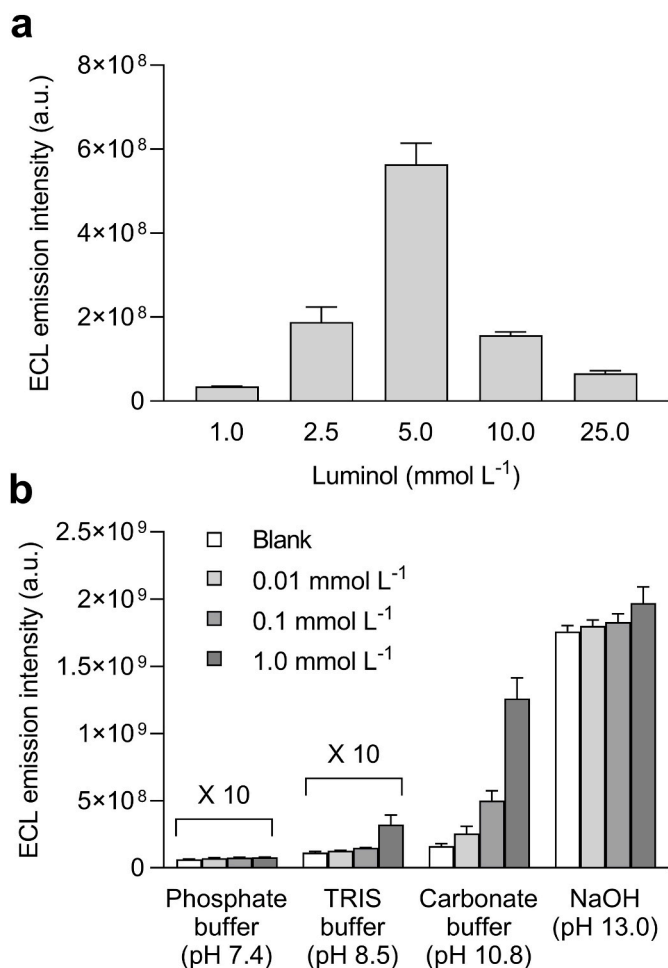 a
ECL emission intensity (a.u.)
8×10⁸
6×10⁸
4×10⁸
2×10⁸
0
1.0 2.5 5.0 10.0 25.0
Luminol (mmol L⁻¹)
b
ECL emission intensity (a.u.)
2.5×10⁹
2×10⁹
1.5×10⁹
1×10⁹
5×10⁸
0
Blank
0.01 mmol L⁻¹
0.1 mmol L⁻¹
1.0 mmol L⁻¹
X 10
X 10
Phosphate buffer (pH 7.4)
TRIS buffer (pH 8.5)
Carbonate buffer (pH 10.8)
NaOH (pH 13.0)